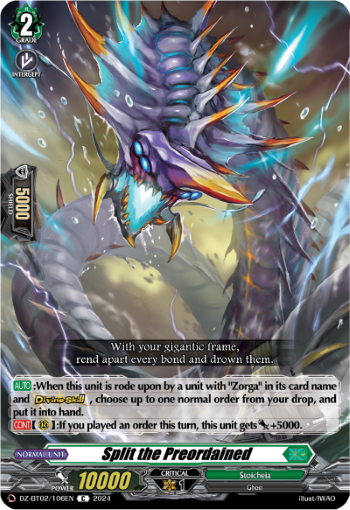 2
GRADE
INTERCEPT
5000
SHIELD
With your gigantic frame,
rend apart every bond and drown them.
AUTO :When this unit is rode upon by a unit with "Zorga" in its card name
and Divine Skill , choose up to one normal order from your drop, and
put it into hand.
CONT :If you played an order this turn, this unit gets +5000.
NORMAL UNIT
Split the Preordained
POWER 10000
CRITICAL
1
Stoicheia
Ghost
D DZ-BT02/106EN C 2024
illust/IWAO